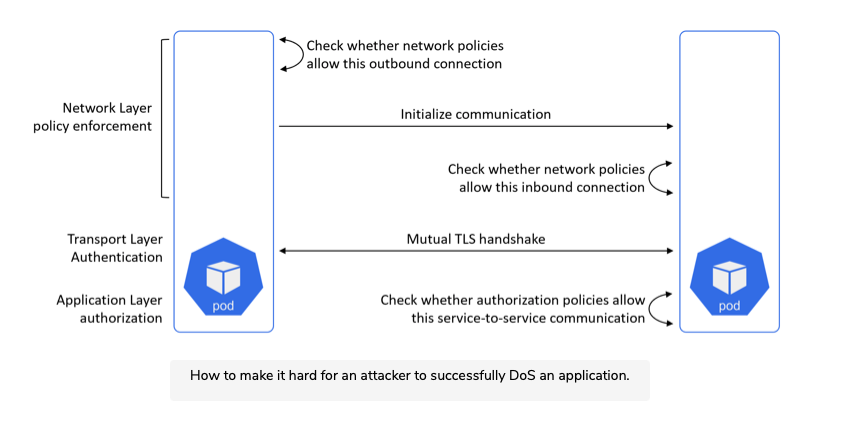 Check whether network policies
allow this outbound connection
Network Layer
policy enforcement
Initialize communication
Check whether network policies
allow this inbound connection
Transport Layer
Authentication
Mutual TLS handshake
Application Layer
authorization
Check whether authorization policies allow
this service-to-service communication
pod
pod
How to make it hard for an attacker to successfully DoS an application.